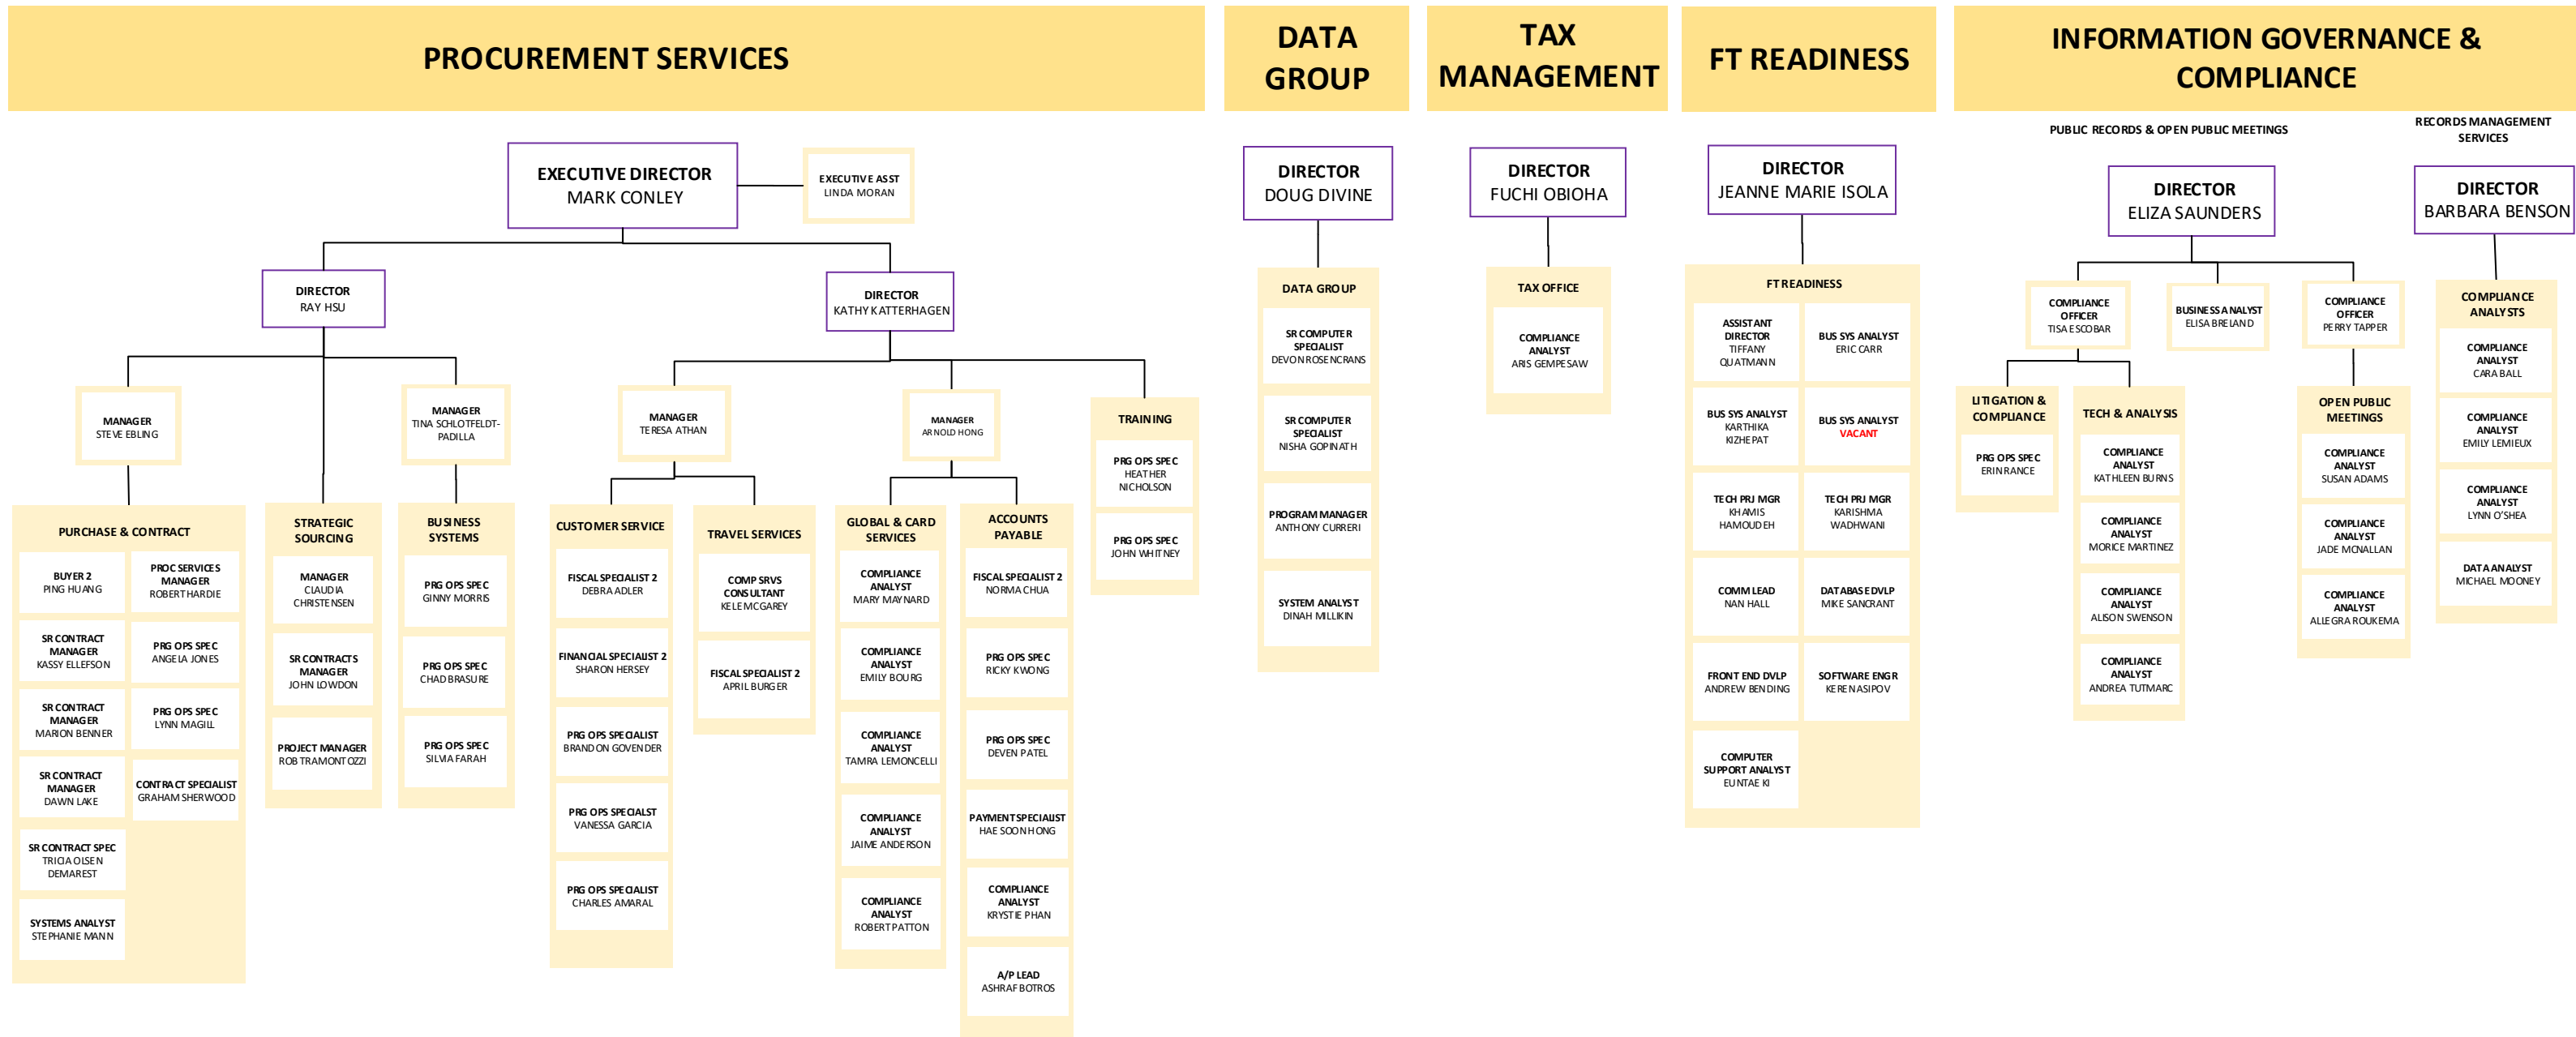 PROCUREMENT SERVICES
EXECUTIVE DIRECTOR
MARK CONLEY
EXECUTIVE ASST
LINDA MORAN
DIRECTOR
RAY HSU
MANAGER
STEVE EBLING
PURCHASE & CONTRACT
BUYER 2
PING HUANG
SR CONTRACT
MANAGER
KASSY ELLEFSON
SR CONTRACT
MANAGER
MARION BENNER
SR CONTRACT
MANAGER
DAWN LAKE
SR CONTRACT SPEC
TRICIA OLSEN
DEMAREST
SYSTEMS ANALYST
STEPHANIE MANN
PROC SERVICES
MANAGER
ROBERT HARDIE
PRG OPS SPEC
ANGELA JONES
PRG OPS SPEC
LYNN MAGILL
CONTRACT SPECIALIST
GRAHAM SHERWOOD
STRATEGIC
SOURCING
MANAGER
CLAUDIA
CHRISTENSEN
SR CONTRACTS
MANAGER
JOHN LOWDON
PROJECT MANAGER
ROB TRAMONTOZZI
MANAGER
TINA SCHLOTFELDT-
PADILLA
BUSINESS
SYSTEMS
PRG OPS SPEC
GINNY MORRIS
PRG OPS SPEC
CHAD BRASURE
PRG OPS SPEC
SILVIA FARAH
DIRECTOR
KATHY KATTERHAGEN
MANAGER
TERESA ATHAN
CUSTOMER SERVICE
FISCAL SPECIALIST 2
DEBRA ADLER
FINANCIAL SPECIALIST 2
SHARON HERSEY
PRG OPS SPECIALIST
BRANDON GOVENDER
PRG OPS SPECIALST
VANESSA GARCIA
PRG OPS SPECIALIST
CHARLES AMARAL
TRAVEL SERVICES
COMP SRVS
CONSULTANT
KELE MCGAREY
FISCAL SPECIALIST 2
APRIL BURGER
MANAGER
ARNOLD HONG
GLOBAL & CARD
SERVICES
COMPLIANCE
ANALYST
MARY MAYNARD
COMPLIANCE
ANALYST
EMILY BOURG
COMPLIANCE
ANALYST
TAMRA LEMONCELLI
COMPLIANCE
ANALYST
JAIME ANDERSON
COMPLIANCE
ANALYST
ROBERT PATTON
ACCOUNTS
PAYABLE
FISCAL SPECIALIST 2
NORMA CHUA
PRG OPS SPEC
RICKY KWONG
PRG OPS SPEC
DEVEN PATEL
PAYMENT SPECIALIST
HAE SOON HONG
COMPLIANCE
ANALYST
KRYSTIE PHAN
A/P LEAD
ASHRAF BOTROS
TRAINING
PRG OPS SPEC
HEATHER
NICHOLSON
PRG OPS SPEC
JOHN WHITNEY
DATA
GROUP
DIRECTOR
DOUG DIVINE
DATA GROUP
SR COMPUTER
SPECIALIST
DEVON ROSENCRANS
SR COMPUTER
SPECIALIST
NISHA GOPINATH
PROGRAM MANAGER
ANTHONY CURRERI
SYSTEM ANALYST
DINAH MILLIKIN
TAX
MANAGEMENT
DIRECTOR
FUCHI OBIOHA
TAX OFFICE
COMPLIANCE
ANALYST
ARIS GEMPESAW
FT READINESS
DIRECTOR
JEANNE MARIE ISOLA
FT READINESS
ASSISTANT
DIRECTOR
TIFFANY
QUATMANN
BUS SYS ANALYST
ERIC CARR
BUS SYS ANALYST
KARTHIKA
KIZHEPAT
BUS SYS ANALYST
VACANT
TECH PRJ MGR
KHAMIS
HAMOUDEH
TECH PRJ MGR
KARISHMA
WADHWANI
COMM LEAD
NAN HALL
DATABASE DVLP
MIKE SANCRANT
FRONT END DVLP
ANDREW BENDING
SOFTWARE ENGR
KEREN ASIPOV
COMPUTER
SUPPORT ANALYST
EUNTAE KI
INFORMATION GOVERNANCE &
COMPLIANCE
PUBLIC RECORDS & OPEN PUBLIC MEETINGS
DIRECTOR
ELIZA SAUNDERS
COMPLIANCE
OFFICER
TISA ESCOBAR
LITIGATION &
COMPLIANCE
PRG OPS SPEC
ERIN RANCE
TECH & ANALYSIS
COMPLIANCE
ANALYST
KATHLEEN BURNS
COMPLIANCE
ANALYST
MORICE MARTINEZ
COMPLIANCE
ANALYST
ALISON SWENSON
COMPLIANCE
ANALYST
ANDREA TUTMARC
BUSINESS ANALYST
ELISA BRELAND
COMPLIANCE
OFFICER
PERRY TAPPER
OPEN PUBLIC
MEETINGS
COMPLIANCE
ANALYST
SUSAN ADAMS
COMPLIANCE
ANALYST
JADE MCNALLAN
COMPLIANCE
ANALYST
ALLEGRA ROUKEMA
RECORDS MANAGEMENT
SERVICES
DIRECTOR
BARBARA BENSON
COMPLIANCE
ANALYSTS
COMPLIANCE
ANALYST
CARA BALL
COMPLIANCE
ANALYST
EMILY LEMIEUX
COMPLIANCE
ANALYST
LYNN O'SHEA
DATA ANALYST
MICHAEL MOONEY